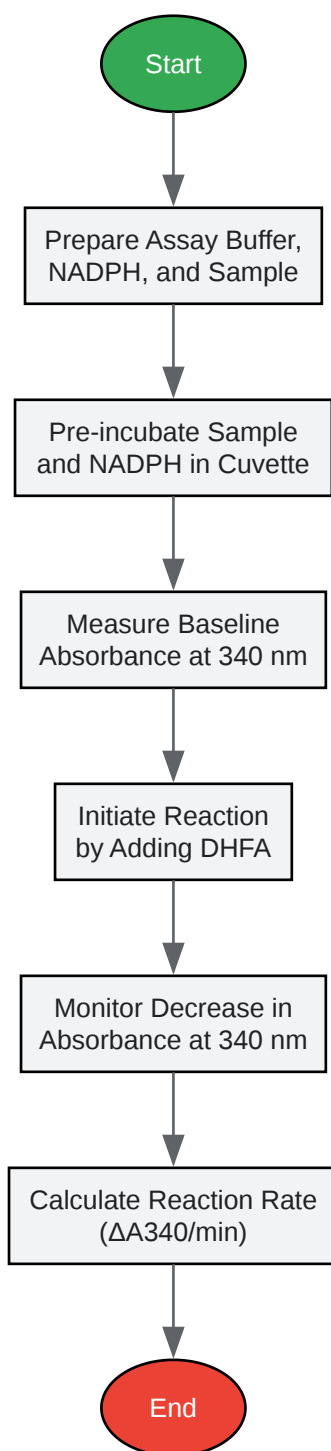 Start
Prepare Assay Buffer,
NADPH, and Sample
Pre-incubate Sample
and NADPH in Cuvette
Measure Baseline
Absorbance at 340 nm
Initiate Reaction
by Adding DHFA
Monitor Decrease in
Absorbance at 340 nm
Calculate Reaction Rate
(ΔA340/min)
End